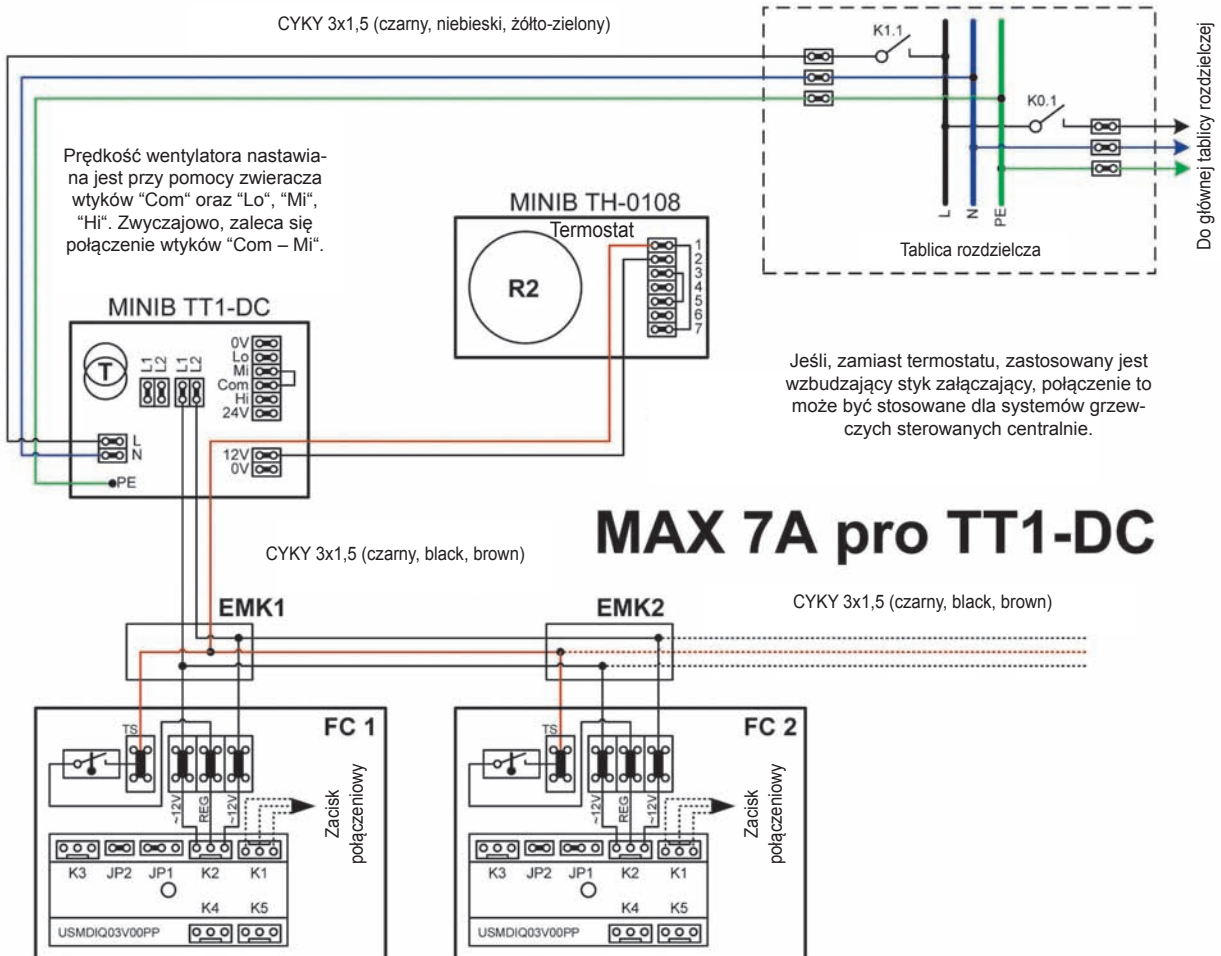 CYKY 3x1,5 (czarny, niebieski, żółto-zielony)
K1.1
K0.1
L
N
PE
Tablica rozdzielcza
Do głównej tablicy rozdzielczej
Prędkość wentylatora nastawia-
na jest przy pomocy zwieracza
wtyków “Com“ oraz “Lo“, “Mi“,
“Hi“. Zwyczajowo, zaleca się
połączenie wtyków “Com – Mi“.
MINIB TH-0108
Termostat
R2
1
2
3
4
5
6
7
MINIB TT1-DC
T
L1
L2
L1
L2
0V
Lo
Mi
Com
Hi
24V
L
N
PE
12V
0V
Jeśli, zamiast termostatu, zastosowany jest
wzbudzający styk załączający, połączenie to
może być stosowane dla systemów grzew-
czych sterowanych centralnie.
MAX 7A pro TT1-DC
CYKY 3x1,5 (czarny, black, brown)
CYKY 3x1,5 (czarny, black, brown)
EMK1
EMK2
FC 1
TS
~12V
REG
~12V
Zacisk
połączeniowy
K3 JP2 JP1 K2 K1
K4 K5
USMDIQ03V00PP
FC 2
TS
~12V
REG
~12V
Zacisk
połączeniowy
K3 JP2 JP1 K2 K1
K4 K5
USMDIQ03V00PP